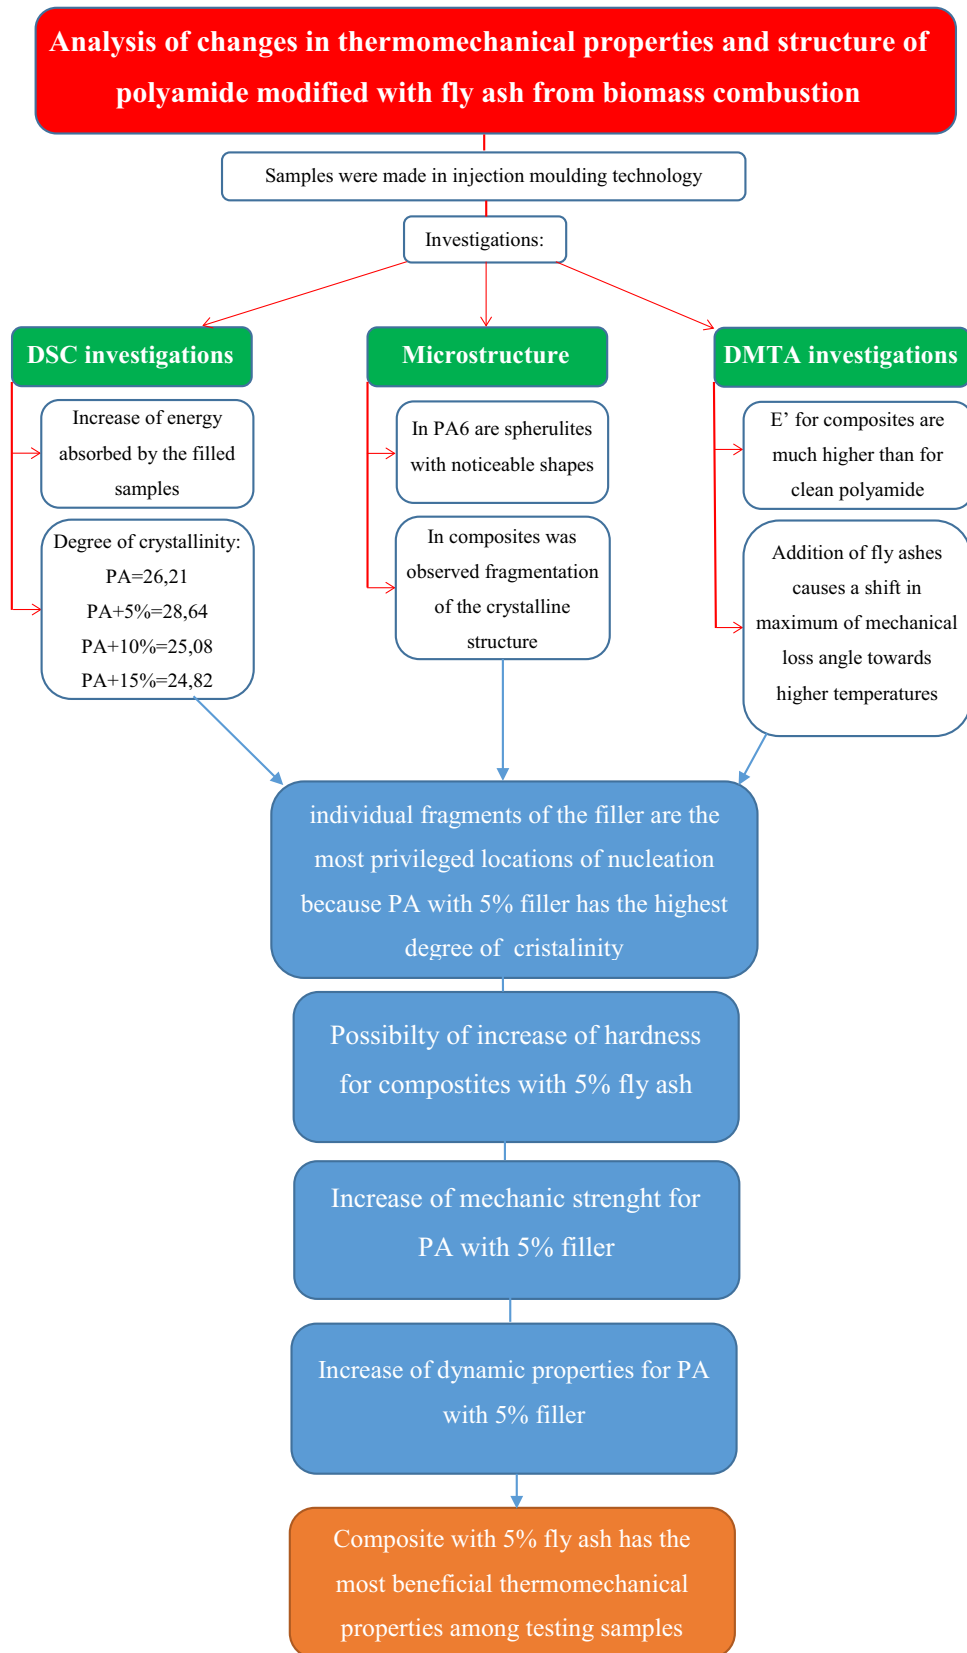 Analysis of changes in thermomechanical properties and structure of
polyamide modified with fly ash from biomass combustion
Samples were made in injection moulding technology
Investigations:
DSC investigations
Increase of energy
absorbed by the filled
samples
Degree of crystallinity:
PA=26,21
PA+5%=28,64
PA+10%=25,08
PA+15%=24,82
Microstructure
In PA6 are spherulites
with noticeable shapes
In composites was
observed fragmentation
of the crystalline
structure
DMTA investigations
E’ for composites are
much higher than for
clean polyamide
Addition of fly ashes
causes a shift in
maximum of mechanical
loss angle towards
higher temperatures
individual fragments of the filler are the
most privileged locations of nucleation
because PA with 5% filler has the highest
degree of cristalinity
Possibilty of increase of hardness
for compostites with 5% fly ash
Increase of mechanic strenght for
PA with 5% filler
Increase of dynamic properties for PA
with 5% filler
Composite with 5% fly ash has the
most beneficial thermomechanical
properties among testing samples